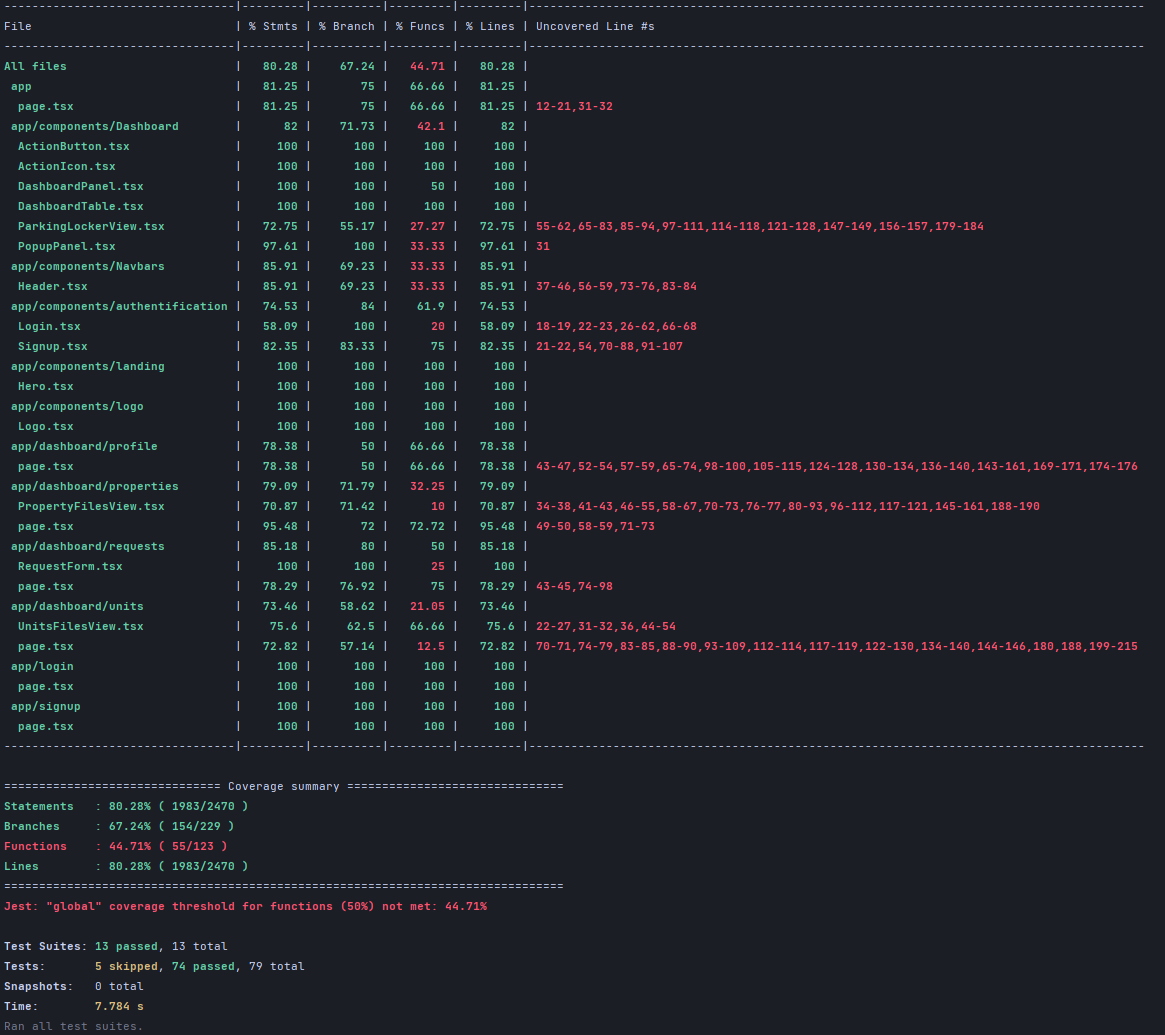 ----------------------------------|---------|----------|---------|---------|----------------------------------------------------------------------------------------
File                              | % Stmts | % Branch | % Funcs | % Lines | Uncovered Line #s
----------------------------------|---------|----------|---------|---------|----------------------------------------------------------------------------------------
All files                         |   80.28 |    67.24 |   44.71 |   80.28 |
 app                              |   81.25 |       75 |   66.66 |   81.25 |
  page.tsx                        |   81.25 |       75 |   66.66 |   81.25 | 12-21,31-32
 app/components/Dashboard         |      82 |    71.73 |    42.1 |      82 |
  ActionButton.tsx                |     100 |      100 |     100 |     100 |
  ActionIcon.tsx                  |     100 |      100 |     100 |     100 |
  DashboardPanel.tsx              |     100 |      100 |      50 |     100 |
  DashboardTable.tsx              |     100 |      100 |     100 |     100 |
  ParkingLockerView.tsx           |   72.75 |    55.17 |   27.27 |   72.75 | 55-62,65-83,85-94,97-111,114-118,121-128,147-149,156-157,179-184
  PopupPanel.tsx                  |   97.61 |      100 |   33.33 |   97.61 | 31
 app/components/Navbars           |   85.91 |    69.23 |   33.33 |   85.91 |
  Header.tsx                      |   85.91 |    69.23 |   33.33 |   85.91 | 37-46,56-59,73-76,83-84
 app/components/authentification  |   74.53 |       84 |    61.9 |   74.53 |
  Login.tsx                       |   58.09 |      100 |      20 |   58.09 | 18-19,22-23,26-62,66-68
  Signup.tsx                      |   82.35 |    83.33 |      75 |   82.35 | 21-22,54,70-88,91-107
 app/components/landing           |     100 |      100 |     100 |     100 |
  Hero.tsx                        |     100 |      100 |     100 |     100 |
 app/components/logo              |     100 |      100 |     100 |     100 |
  Logo.tsx                        |     100 |      100 |     100 |     100 |
 app/dashboard/profile            |   78.38 |       50 |   66.66 |   78.38 |
  page.tsx                        |   78.38 |       50 |   66.66 |   78.38 | 43-47,52-54,57-59,65-74,98-100,105-115,124-128,130-134,136-140,143-161,169-171,174-176
 app/dashboard/properties         |   79.09 |    71.79 |   32.25 |   79.09 |
  PropertyFilesView.tsx           |   70.87 |    71.42 |      10 |   70.87 | 34-38,41-43,46-55,58-67,70-73,76-77,80-93,96-112,117-121,145-161,188-190
  page.tsx                        |   95.48 |       72 |   72.72 |   95.48 | 49-50,58-59,71-73
 app/dashboard/requests           |   85.18 |       80 |      50 |   85.18 |
  RequestForm.tsx                 |     100 |      100 |      25 |     100 |
  page.tsx                        |   78.29 |    76.92 |      75 |   78.29 | 43-45,74-98
 app/dashboard/units              |   73.46 |    58.62 |   21.05 |   73.46 |
  UnitsFilesView.tsx              |    75.6 |     62.5 |   66.66 |    75.6 | 22-27,31-32,36,44-54
  page.tsx                        |   72.82 |    57.14 |    12.5 |   72.82 | 70-71,74-79,83-85,88-90,93-109,112-114,117-119,122-130,134-140,144-146,180,188,199-215
 app/login                        |     100 |      100 |     100 |     100 |
  page.tsx                        |     100 |      100 |     100 |     100 |
 app/signup                       |     100 |      100 |     100 |     100 |
  page.tsx                        |     100 |      100 |     100 |     100 |
----------------------------------|---------|----------|---------|---------|----------------------------------------------------------------------------------------
=============================== Coverage summary ===============================
Statements   : 80.28% ( 1983/2470 )
Branches     : 67.24% ( 154/229 )
Functions    : 44.71% ( 55/123 )
Lines        : 80.28% ( 1983/2470 )
================================================================================
Jest: "global" coverage threshold for functions (50%) not met: 44.71%
Test Suites: 13 passed, 13 total
Tests:       5 skipped, 74 passed, 79 total
Snapshots:   0 total
Time:        7.784 s
Ran all test suites.